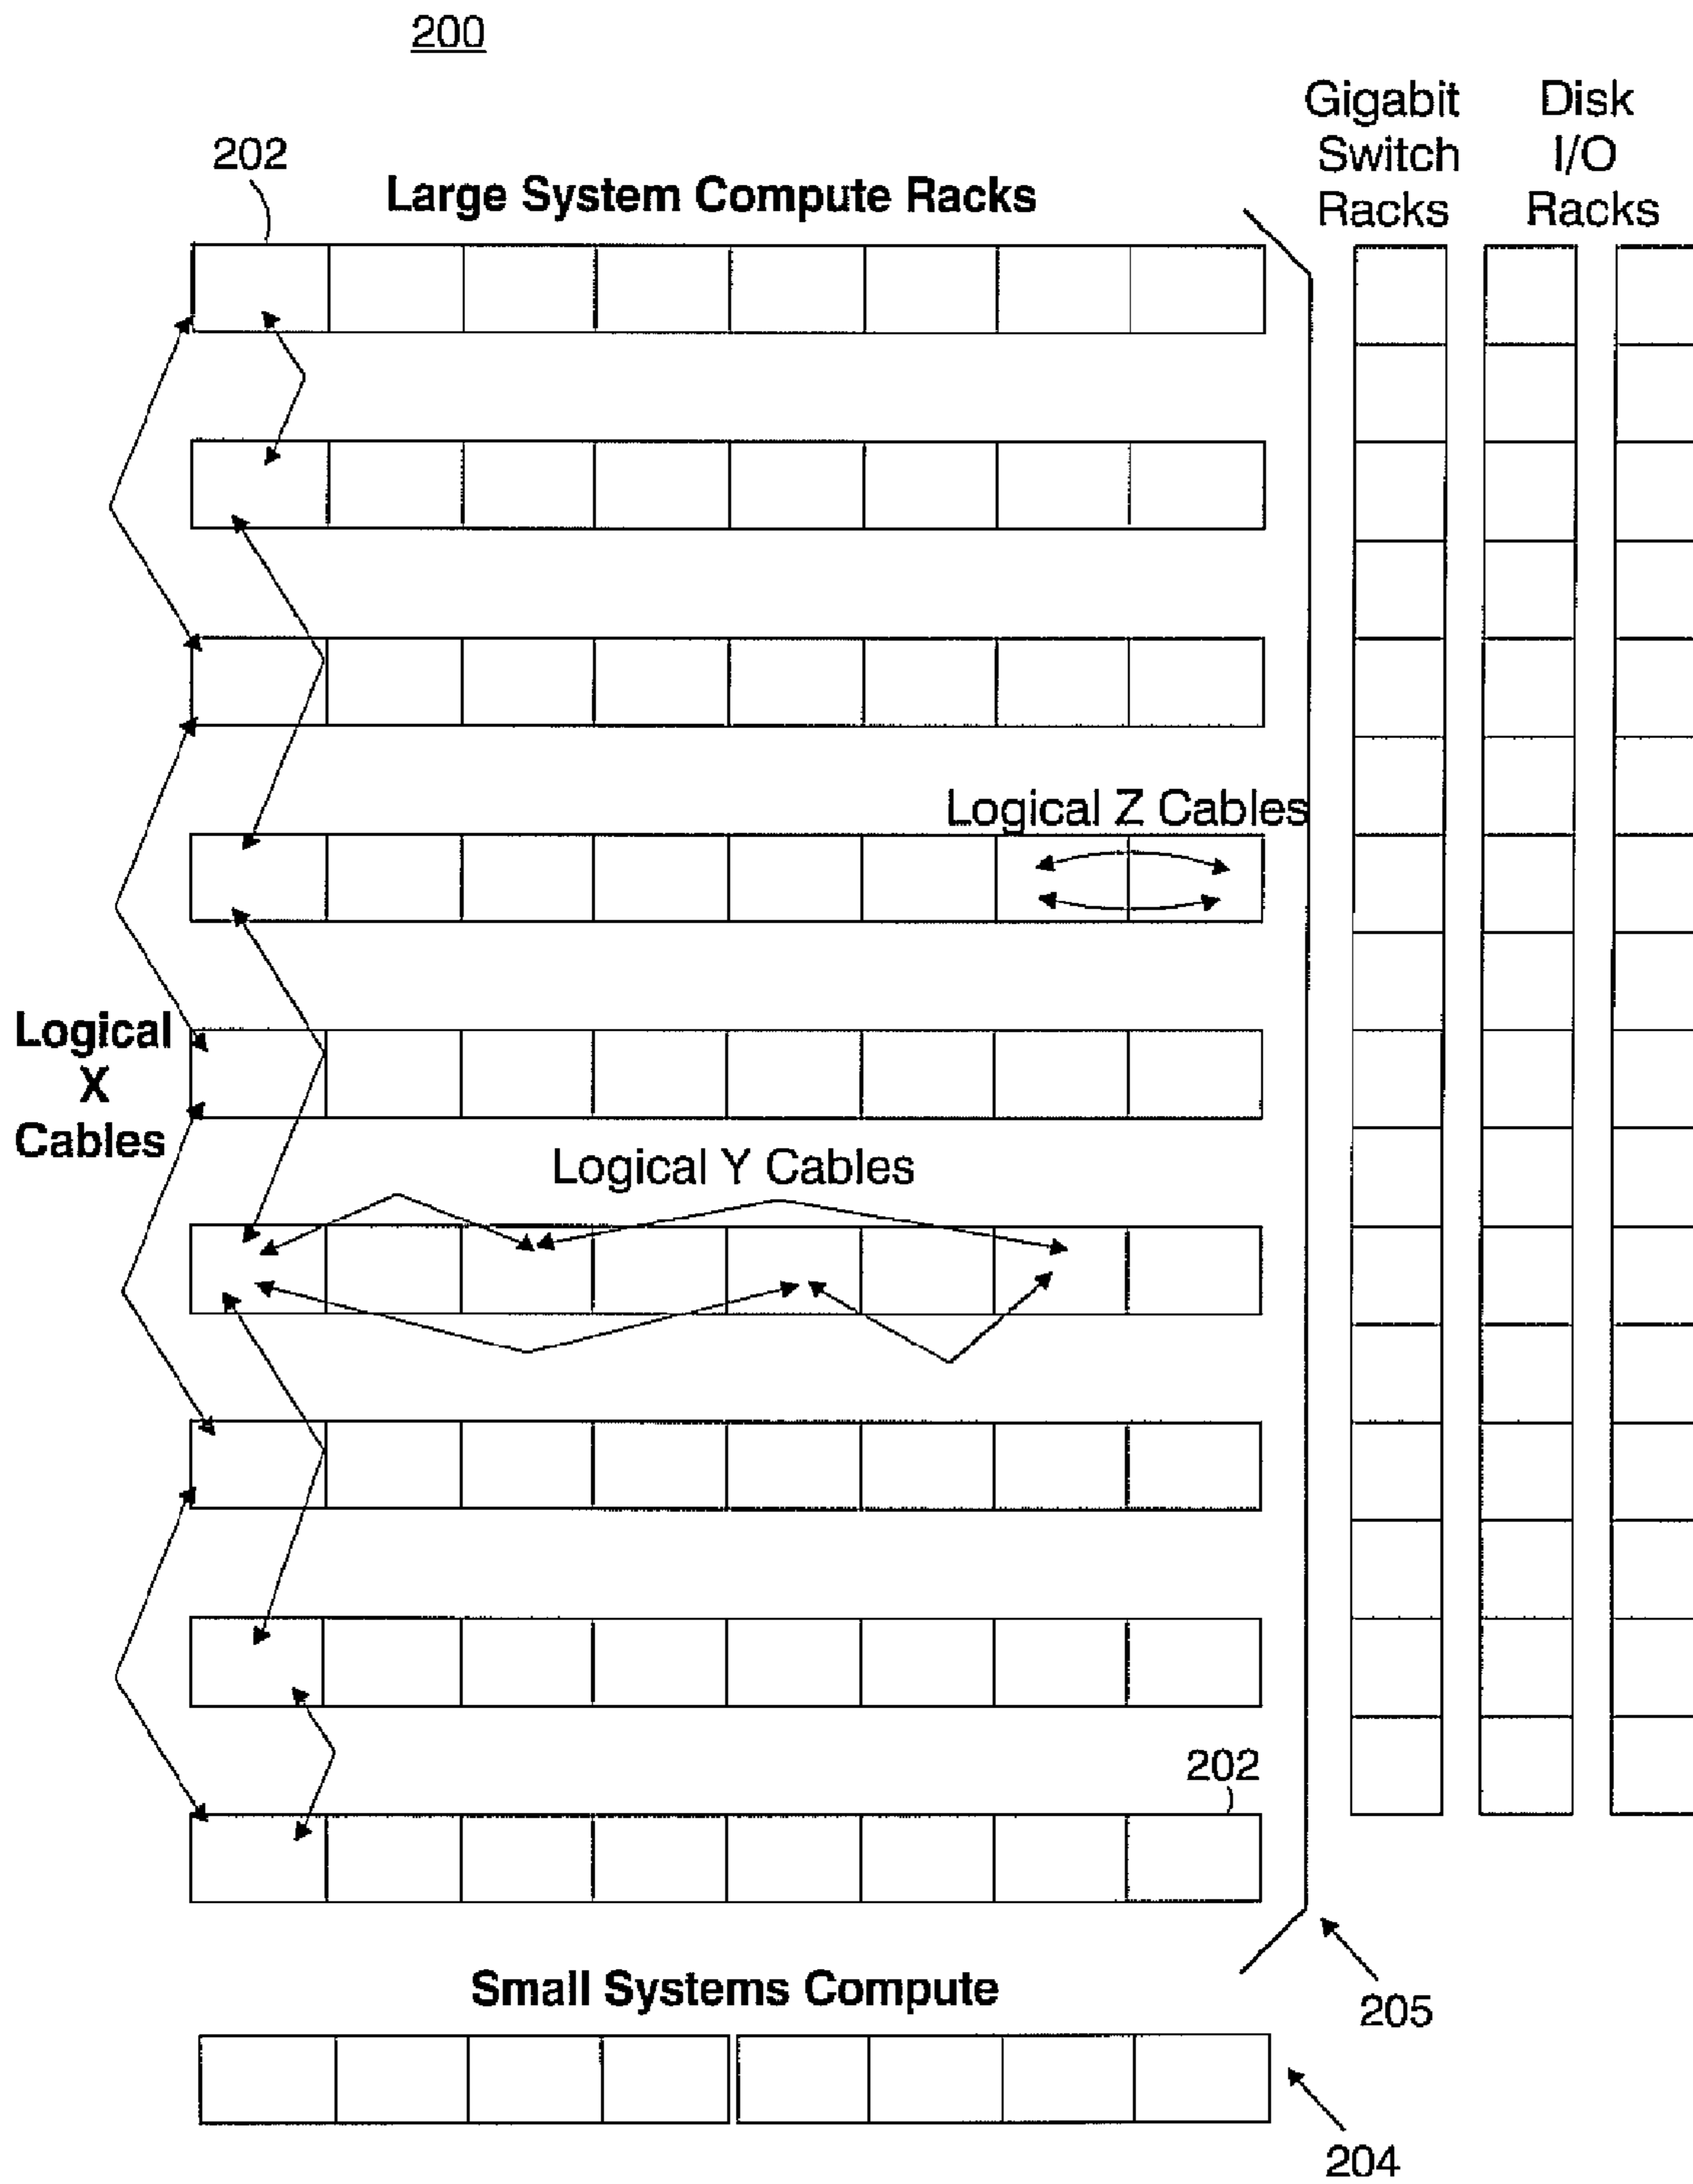 200
Gigabit
Switch
Racks
Disk
I/O
Racks
202
Large System Compute Racks
Logical Z Cables
Logical
X
Cables
Logical Y Cables
202
205
Small Systems Compute
204